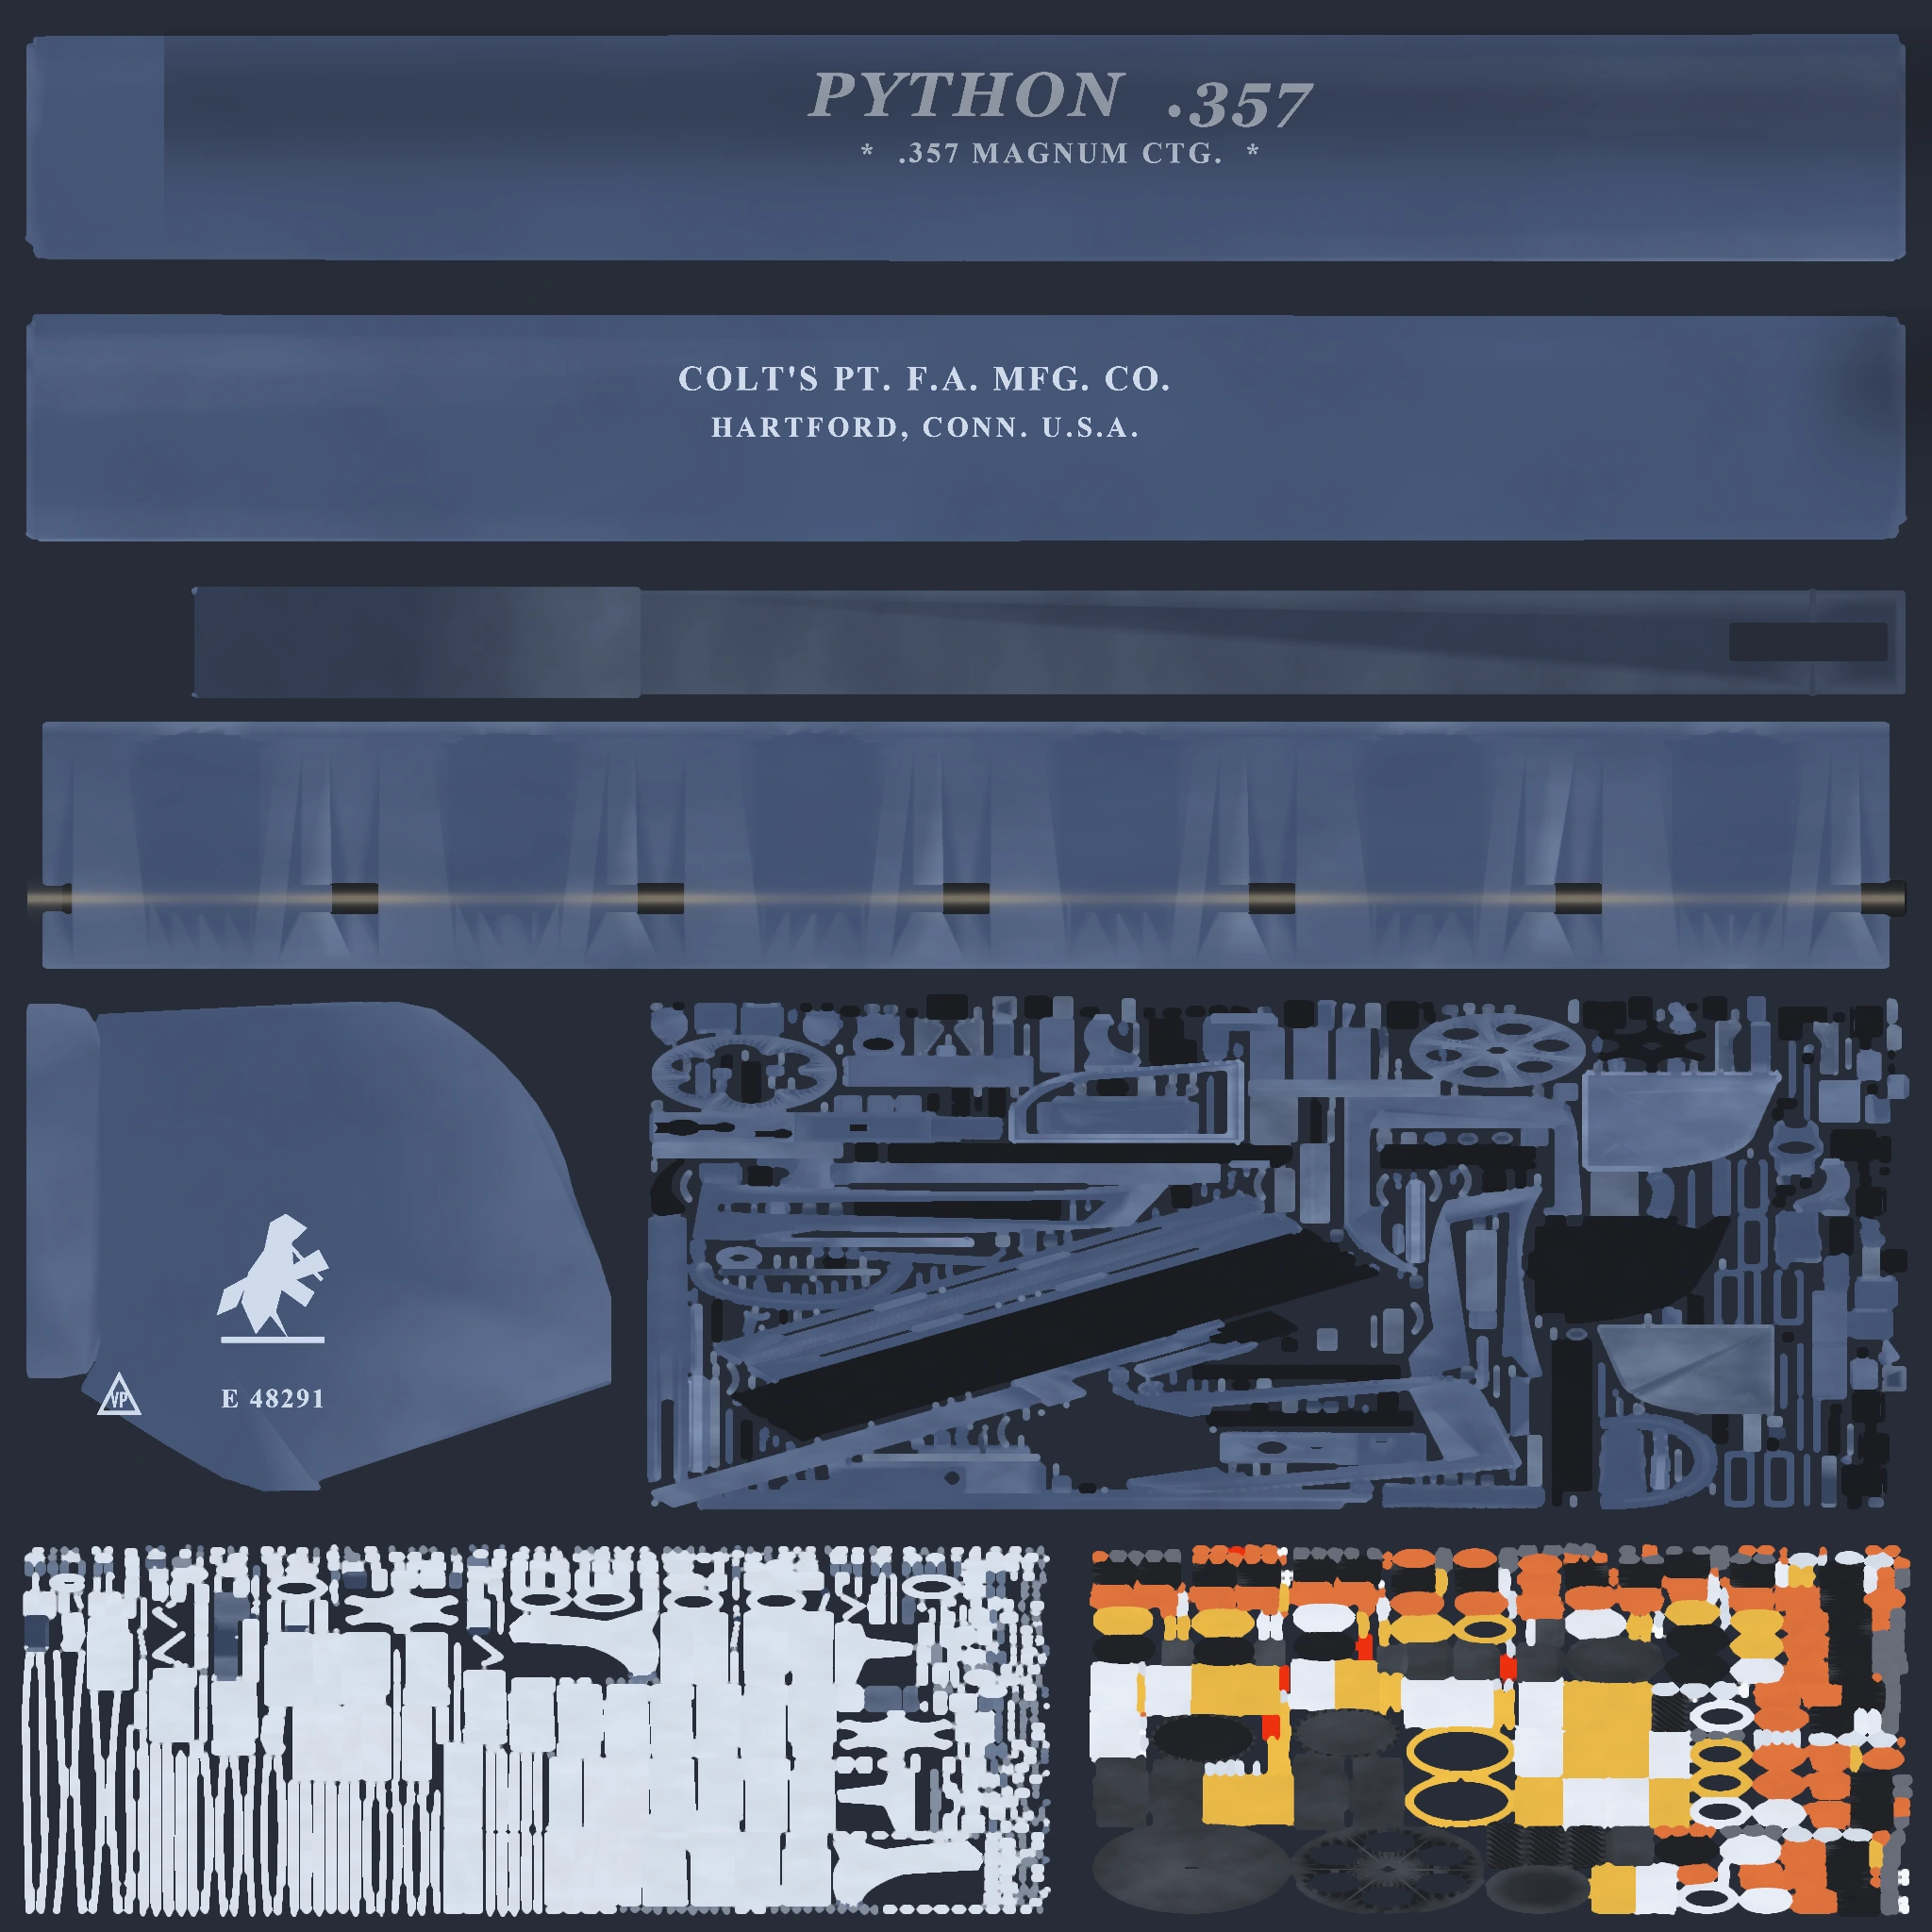 PYTHON .357
* .357 MAGNUM CTG. *
COLT'S PT. F.A. MFG. CO.
HARTFORD, CONN. U.S.A.
VP
E 48291